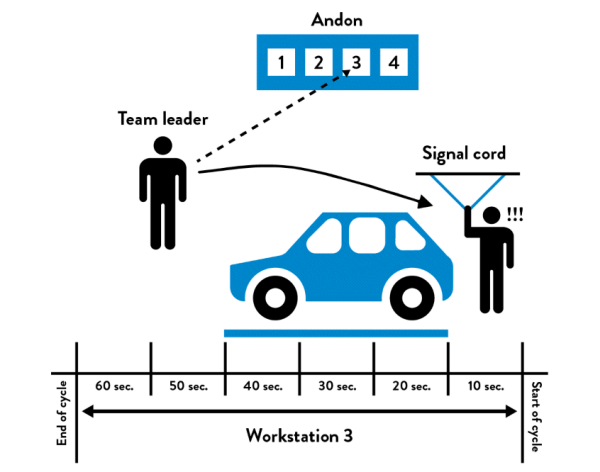 Andon
1 2 3 4
Team leader
Signal cord
!!!
End of cycle
60 sec. 50 sec. 40 sec. 30 sec. 20 sec. 10 sec.
Start of cycle
Workstation 3